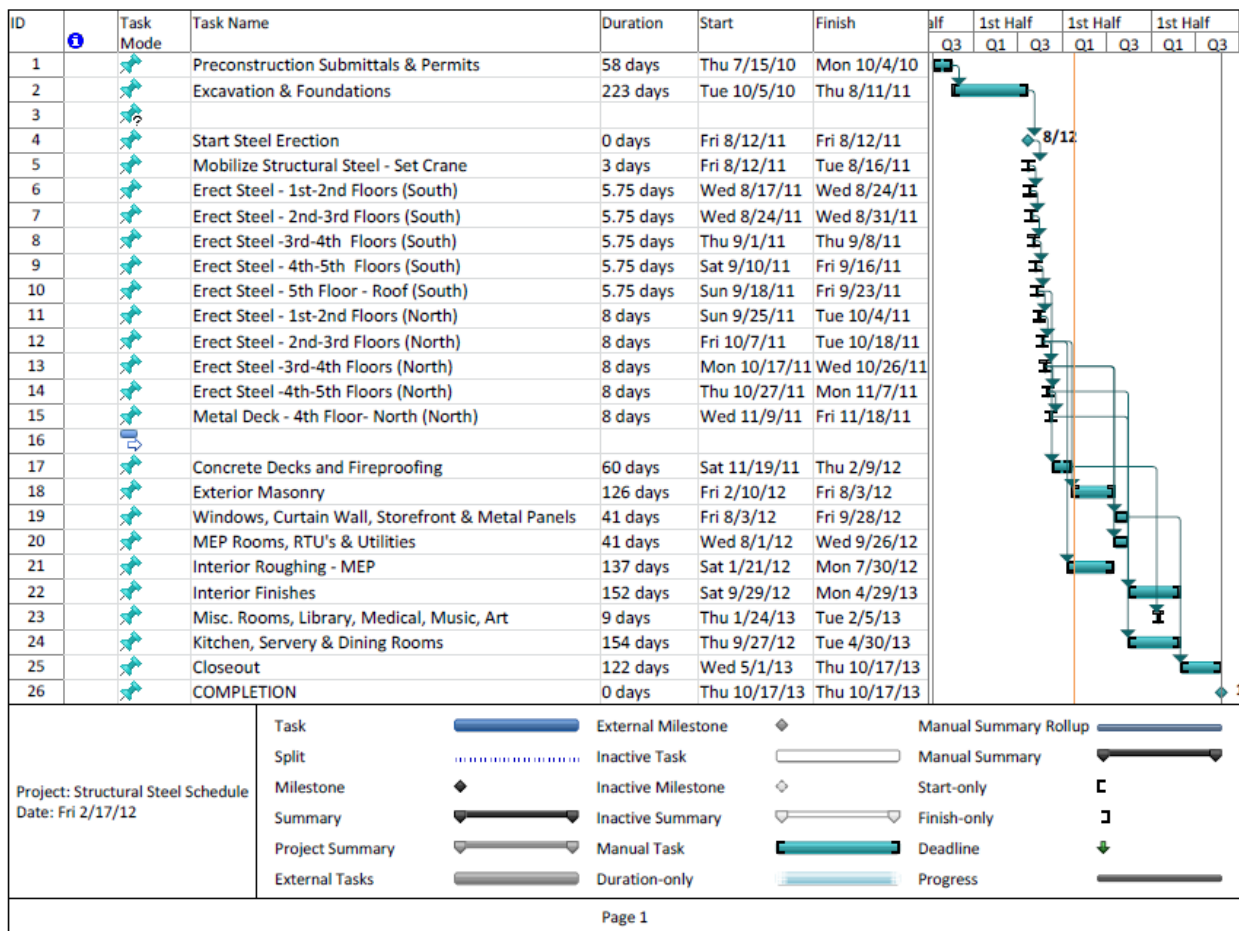 ID Task Mode Task Name Duration Start Finish alf 1st Half 1st Half 1st Half
Q3 Q1 Q3 Q1 Q3 Q1 Q3
1 Preconstruction Submittals & Permits 58 days Thu 7/15/10 Mon 10/4/10
2 Excavation & Foundations 223 days Tue 10/5/10 Thu 8/11/11
3
4 Start Steel Erection 0 days Fri 8/12/11 Fri 8/12/11 8/12
5 Mobilize Structural Steel - Set Crane 3 days Fri 8/12/11 Tue 8/16/11
6 Erect Steel - 1st-2nd Floors (South) 5.75 days Wed 8/17/11 Wed 8/24/11
7 Erect Steel - 2nd-3rd Floors (South) 5.75 days Wed 8/24/11 Wed 8/31/11
8 Erect Steel -3rd-4th Floors (South) 5.75 days Thu 9/1/11 Thu 9/8/11
9 Erect Steel - 4th-5th Floors (South) 5.75 days Sat 9/10/11 Fri 9/16/11
10 Erect Steel - 5th Floor - Roof (South) 5.75 days Sun 9/18/11 Fri 9/23/11
11 Erect Steel - 1st-2nd Floors (North) 8 days Sun 9/25/11 Tue 10/4/11
12 Erect Steel - 2nd-3rd Floors (North) 8 days Fri 10/7/11 Tue 10/18/11
13 Erect Steel -3rd-4th Floors (North) 8 days Mon 10/17/11 Wed 10/26/11
14 Erect Steel -4th-5th Floors (North) 8 days Thu 10/27/11 Mon 11/7/11
15 Metal Deck - 4th Floor- North (North) 8 days Wed 11/9/11 Fri 11/18/11
16
17 Concrete Decks and Fireproofing 60 days Sat 11/19/11 Thu 2/9/12
18 Exterior Masonry 126 days Fri 2/10/12 Fri 8/3/12
19 Windows, Curtain Wall, Storefront & Metal Panels 41 days Fri 8/3/12 Fri 9/28/12
20 MEP Rooms, RTU's & Utilities 41 days Wed 8/1/12 Wed 9/26/12
21 Interior Roughing - MEP 137 days Sat 1/21/12 Mon 7/30/12
22 Interior Finishes 152 days Sat 9/29/12 Mon 4/29/13
23 Misc. Rooms, Library, Medical, Music, Art 9 days Thu 1/24/13 Tue 2/5/13
24 Kitchen, Servery & Dining Rooms 154 days Thu 9/27/12 Tue 4/30/13
25 Closeout 122 days Wed 5/1/13 Thu 10/17/13
26 COMPLETION 0 days Thu 10/17/13 Thu 10/17/13
Project: Structural Steel Schedule
Date: Fri 2/17/12
Task External Milestone Manual Summary Rollup
Split Inactive Task Manual Summary
Milestone Inactive Milestone Start-only
Summary Inactive Summary Finish-only
Project Summary Manual Task Deadline
External Tasks Duration-only Progress
Page 1